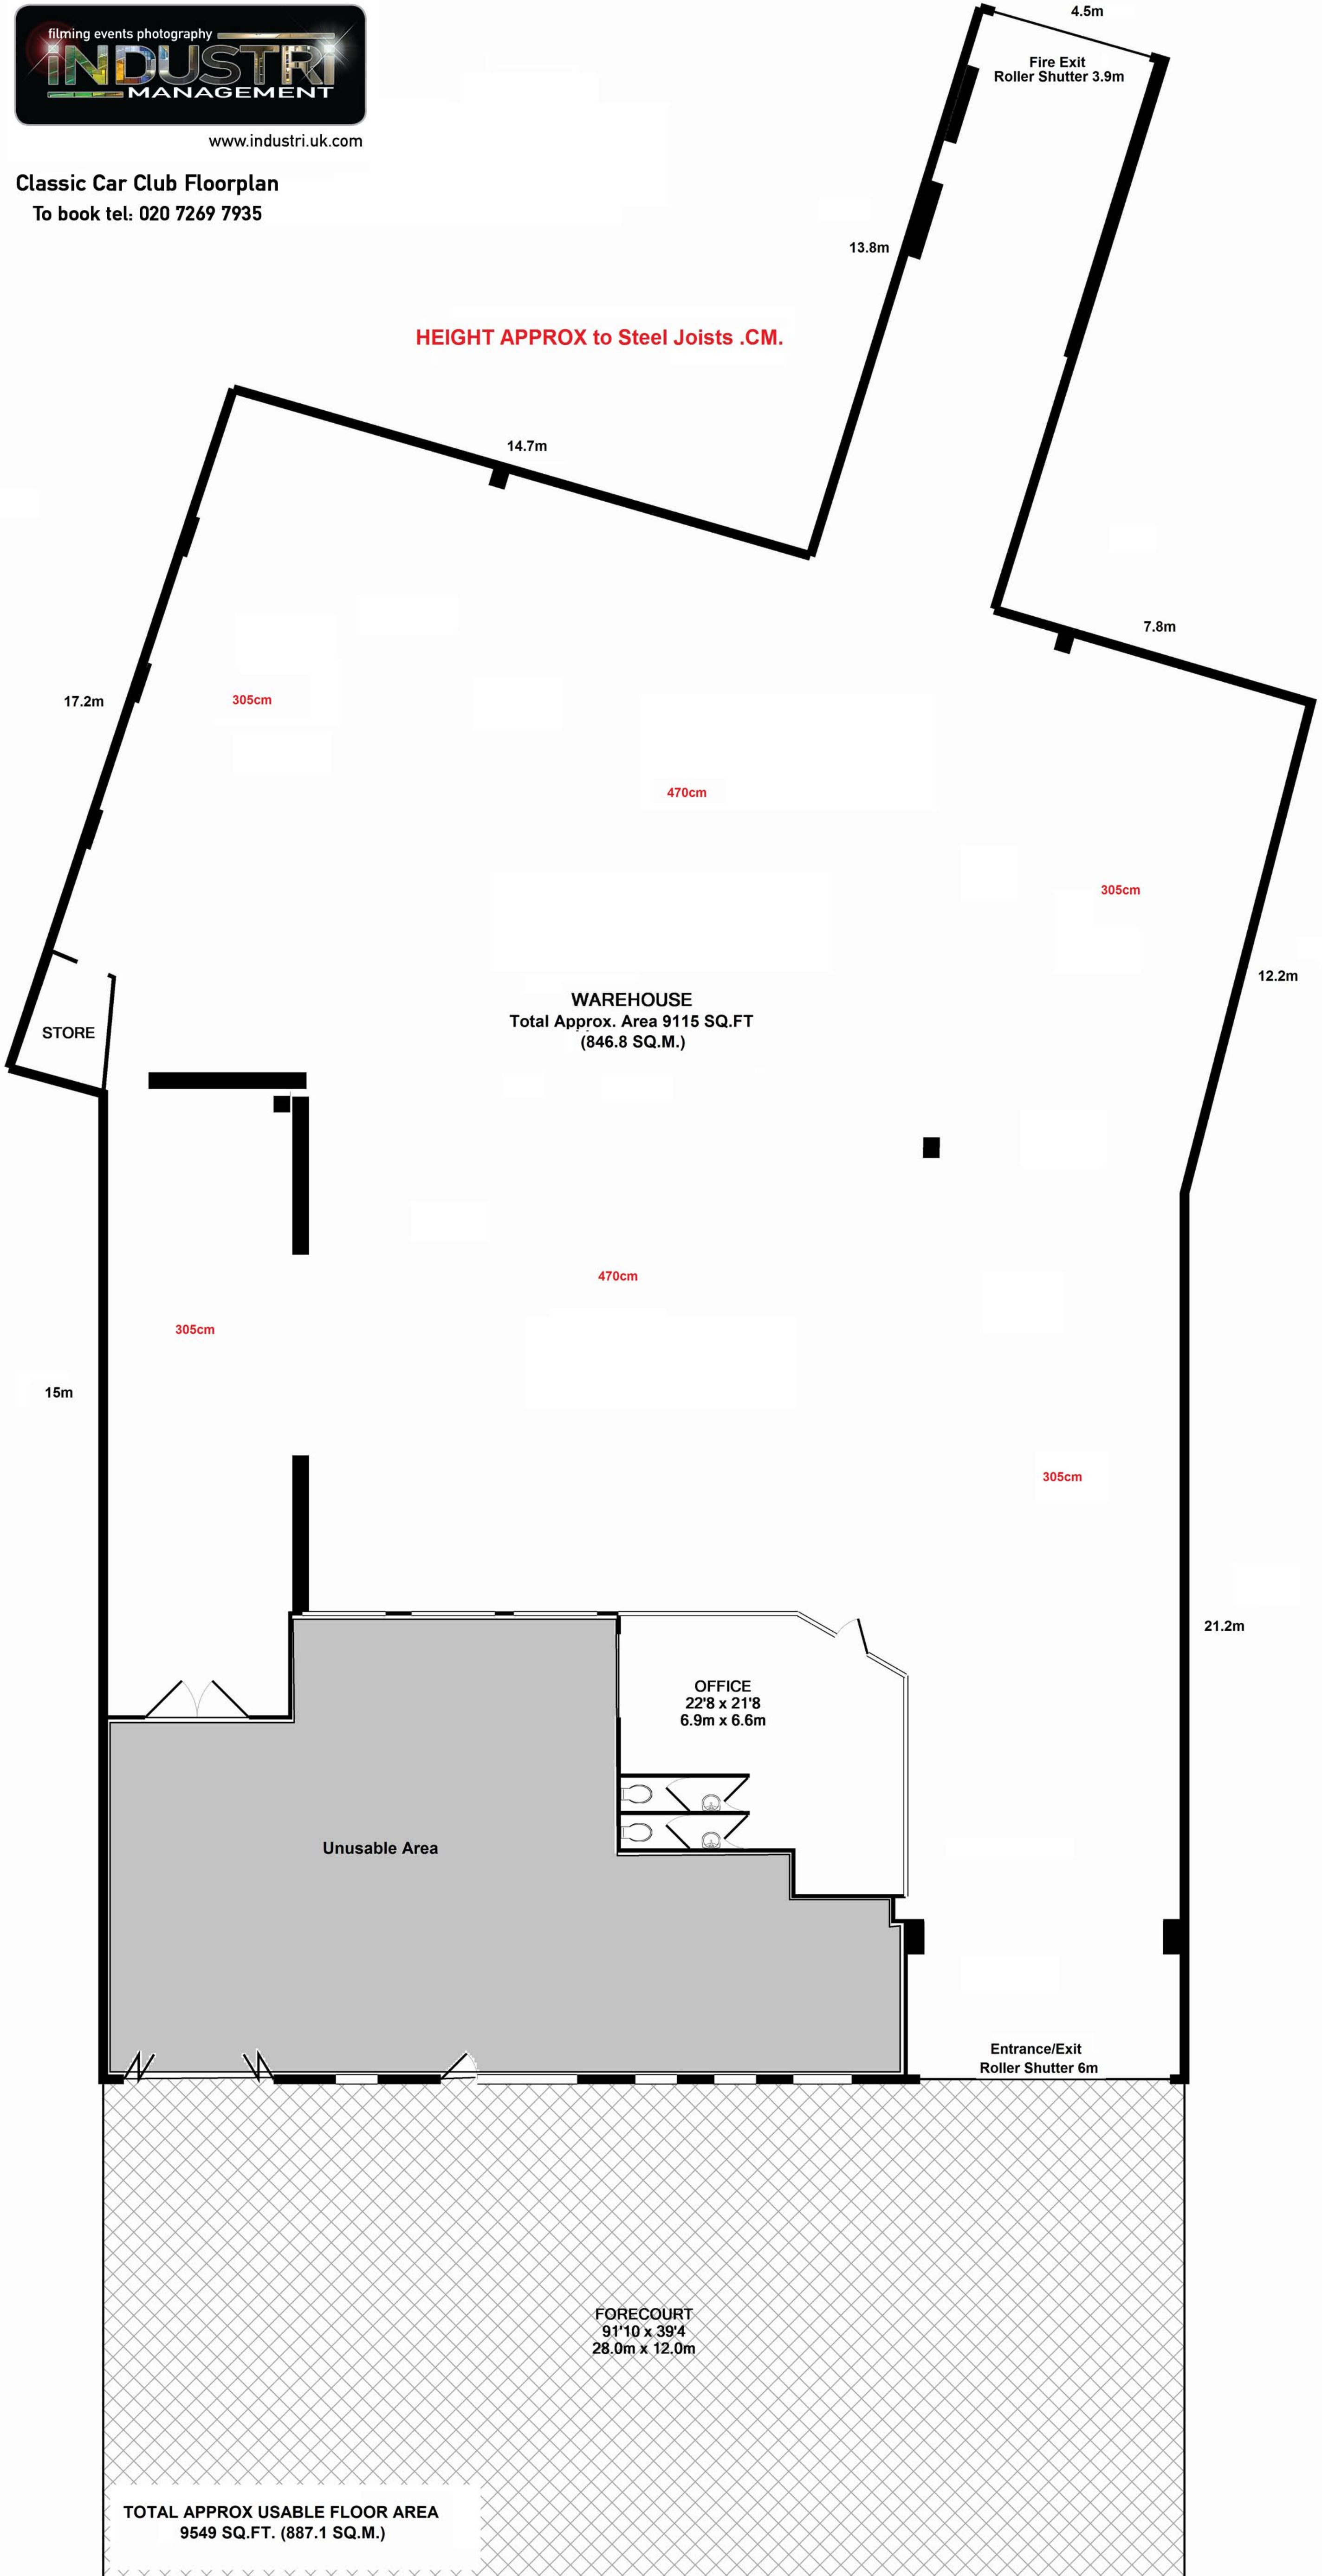 filming events photography
iNDUSTRi
MANAGEMENT
www.industri.uk.com
Classic Car Club Floorplan
To book tel: 020 7269 7935
4.5m
Fire Exit
Roller Shutter 3.9m
13.8m
HEIGHT APPROX to Steel Joists .CM.
14.7m
7.8m
17.2m
305cm
470cm
305cm
12.2m
WAREHOUSE
Total Approx. Area 9115 SQ.FT
(846.8 SQ.M.)
STORE
470cm
305cm
15m
305cm
21.2m
OFFICE
22'8 x 21'8
6.9m x 6.6m
Unusable Area
Entrance/Exit
Roller Shutter 6m
FORECOURT
91'10 x 39'4
28.0m x 12.0m
TOTAL APPROX USABLE FLOOR AREA
9549 SQ.FT. (887.1 SQ.M.)